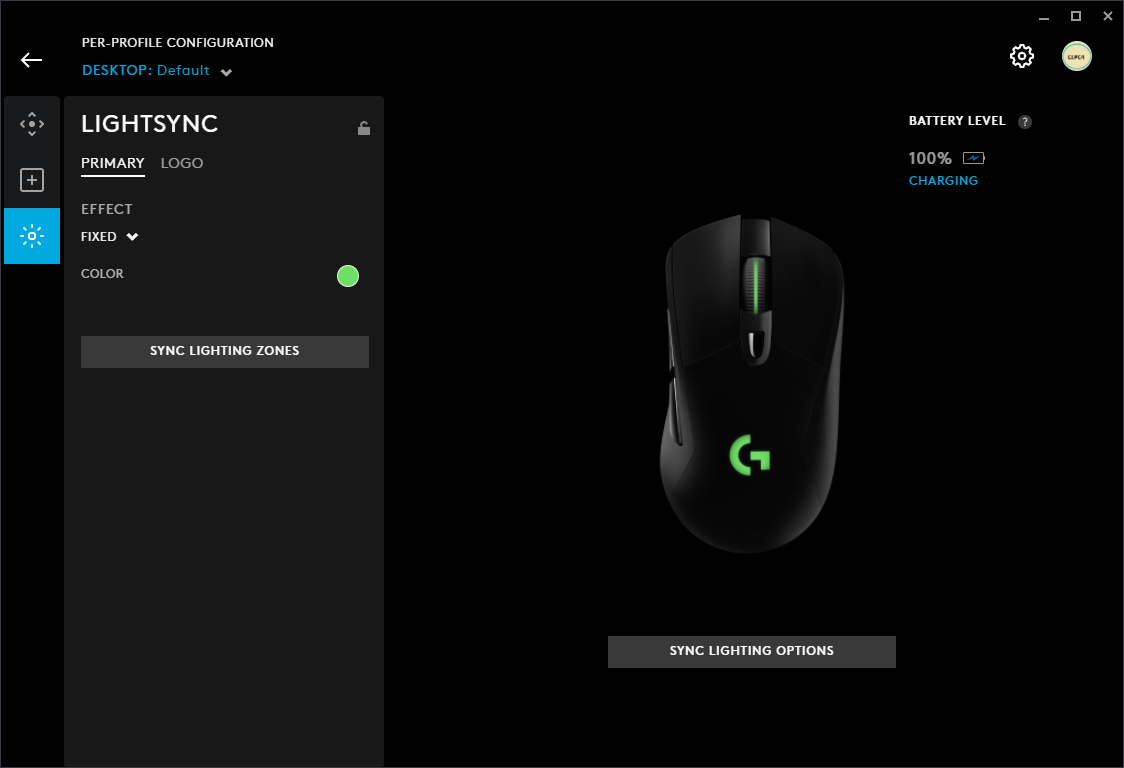 PER-PROFILE CONFIGURATION
DESKTOP: Default
LIGHTSYNC
PRIMARY LOGO
EFFECT
FIXED
COLOR
SYNC LIGHTING ZONES
BATTERY LEVEL ?
100%
CHARGING
G
SYNC LIGHTING OPTIONS